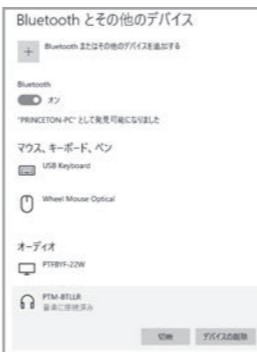 Bluetooth とその他のデバイス
Bluetooth またはその他のデバイスを追加する
Bluetooth
オン
"PRINCETON-PC" として発見可能になりました
マウス、キーボード、ペン
USB Keyboard
Wheel Mouse Optical
オーディオ
PTFBYF-22W
PTM-BTLLR
音楽に接続済み
切断
デバイスの削除